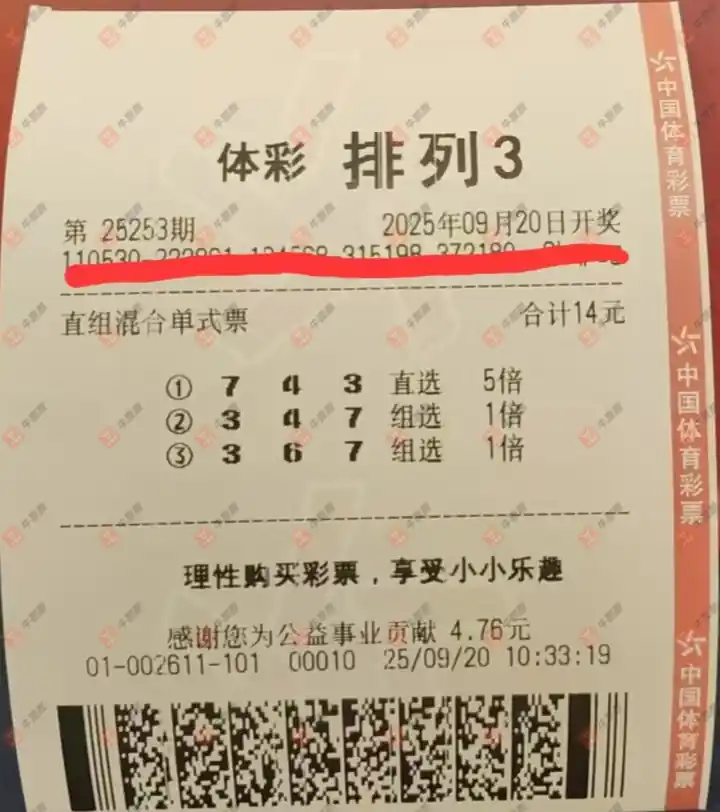 体彩 排列3
第 25253期 2025年09月20日开奖
110530- 315198 372180
直组混合单式票 合计14元
① 7 4 3 直选 5倍
② 3 4 7 组选 1倍
③ 3 6 7 组选 1倍
理性购买彩票，享受小小乐趣
感谢您为公益事业贡献 4.76元
01-002611-101 00010 25/09/20 10:33:19
中国体育彩票
中国体育彩票
中国体育彩票